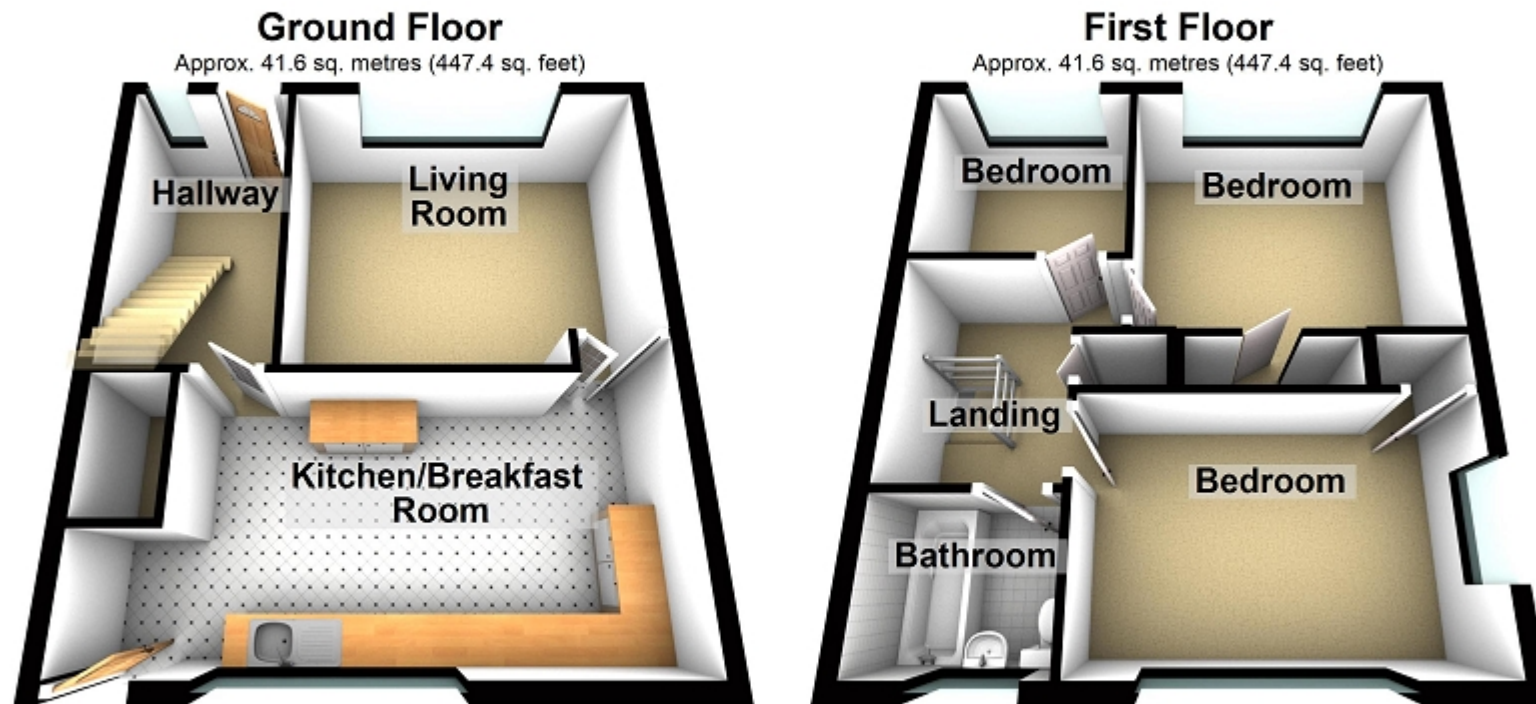 Ground Floor
Approx. 41.6 sq. metres (447.4 sq. feet)
Hallway
Living
Room
Kitchen/Breakfast
Room
First Floor
Approx. 41.6 sq. metres (447.4 sq. feet)
Bedroom
Bedroom
Landing
Bedroom
Bathroom